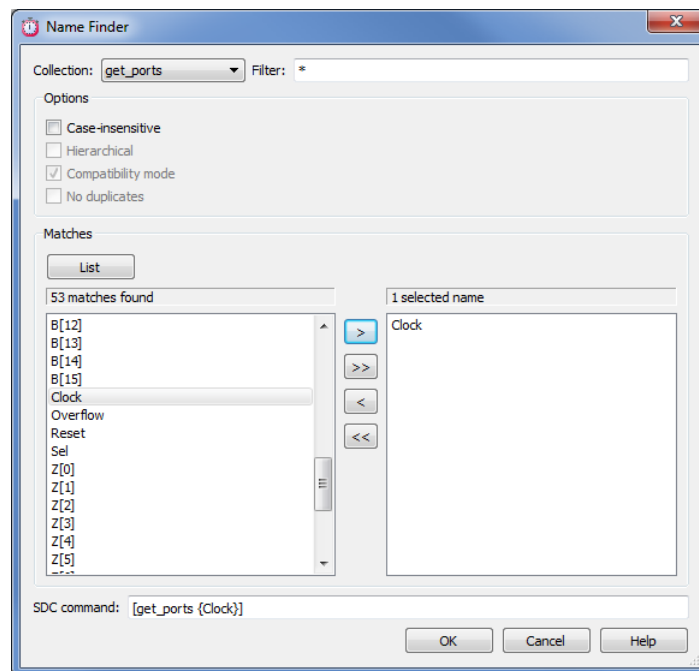 Name Finder
Collection: get_ports Filter: *
Options
Case-insensitive
Hierarchical
Compatibility mode
No duplicates
Matches
List
53 matches found
1 selected name
B[12]
B[13]
B[14]
B[15]
Clock
Overflow
Reset
Sel
Z[0]
Z[1]
Z[2]
Z[3]
Z[4]
Z[5]
>
>>
<
<<
Clock
SDC command: [get_ports {Clock}]
OK Cancel Help